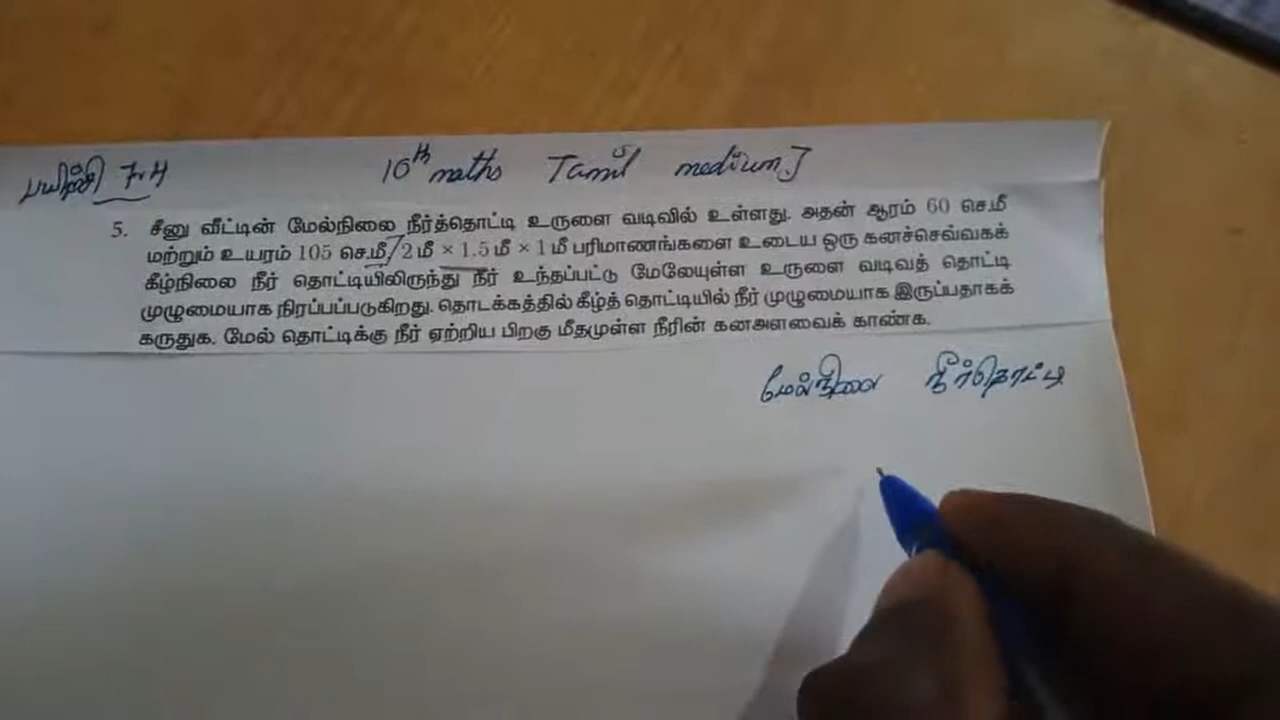 பயிற்சி 7.4 10th maths Tamil medium
5. சீனு வீட்டின் மேல்நிலை நீர்த்தொட்டி உருளை வடிவில் உள்ளது. அதன் ஆரம் 60 செ.மீ
மற்றும் உயரம் 105 செ.மீ. 2 மீ × 1.5 மீ × 1 மீ பரிமாணங்களை உடைய ஒரு கனச்செவ்வகக்
கீழ்நிலை நீர் தொட்டியிலிருந்து நீர் உந்தப்பட்டு மேலேயுள்ள உருளை வடிவத் தொட்டி
முழுமையாக நிரப்பப்படுகிறது. தொடக்கத்தில் கீழ்த் தொட்டியில் நீர் முழுமையாக இருப்பதாகக்
கருதுக. மேல் தொட்டிக்கு நீர் ஏற்றிய பிறகு மீதமுள்ள நீரின் கனஅளவைக் காண்க.
மேல்நிலை நீர்தொட்டி